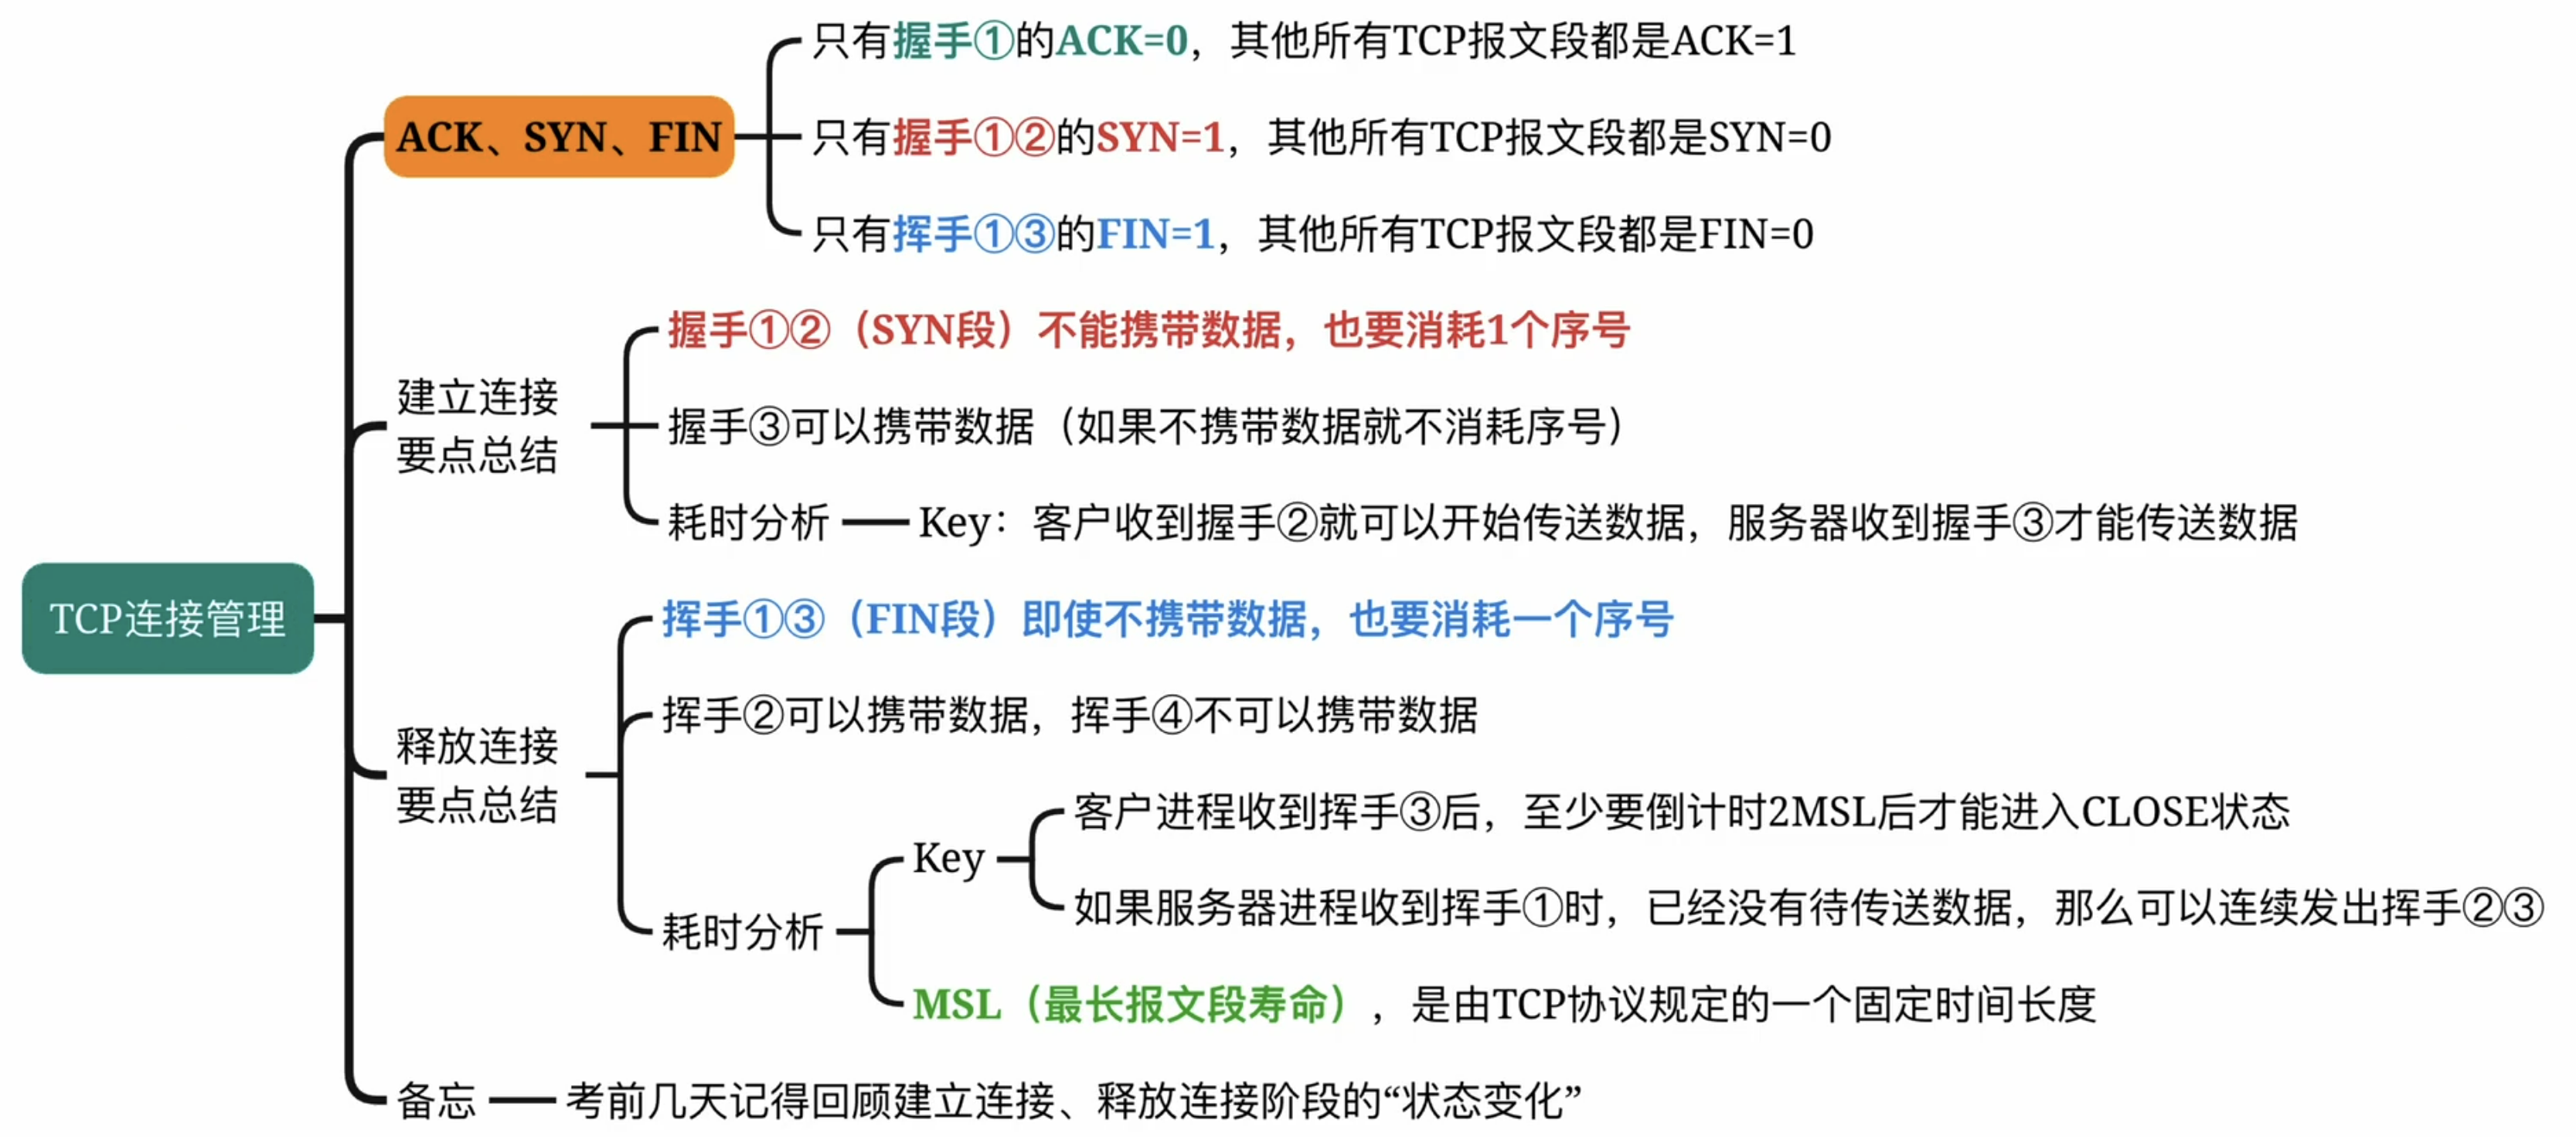 TCP连接管理
ACK、SYN、FIN
只有握手①的ACK=0，其他所有TCP报文段都是ACK=1
只有握手①②的SYN=1，其他所有TCP报文段都是SYN=0
只有挥手①③的FIN=1，其他所有TCP报文段都是FIN=0
建立连接
要点总结
握手①②（SYN段）不能携带数据，也要消耗1个序号
握手③可以携带数据（如果不携带数据就不消耗序号）
耗时分析
Key：客户收到握手②就可以开始传送数据，服务器收到握手③才能传送数据
释放连接
要点总结
挥手①③（FIN段）即使不携带数据，也要消耗一个序号
挥手②可以携带数据，挥手④不可以携带数据
耗时分析
Key
客户进程收到挥手③后，至少要倒计时2MSL后才能进入CLOSE状态
如果服务器进程收到挥手①时，已经没有待传送数据，那么可以连续发出挥手②③
MSL（最长报文段寿命），是由TCP协议规定的一个固定时间长度
备忘
考前几天记得回顾建立连接、释放连接阶段的“状态变化”